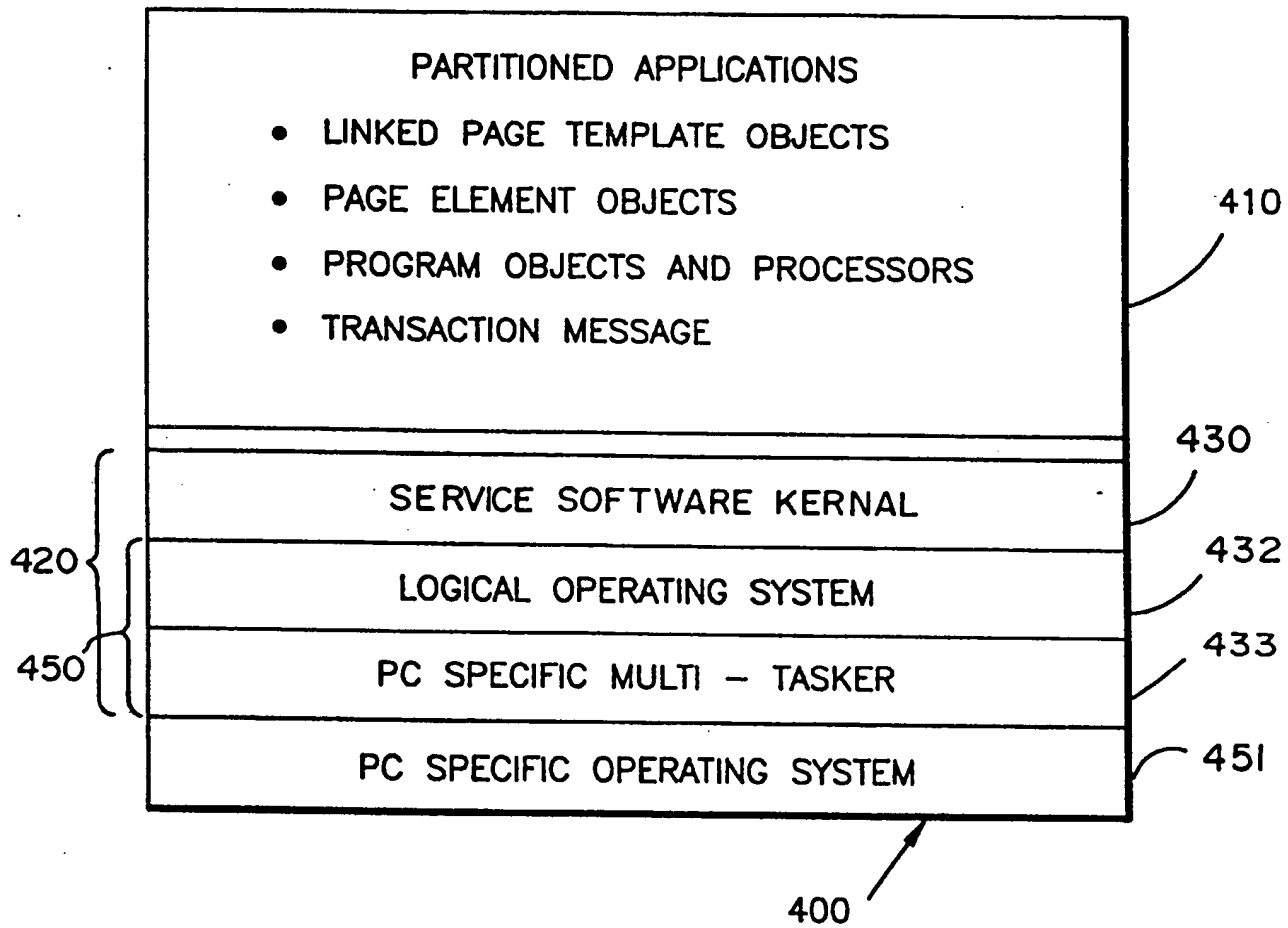 PARTITIONED APPLICATIONS
• LINKED PAGE TEMPLATE OBJECTS
• PAGE ELEMENT OBJECTS
• PROGRAM OBJECTS AND PROCESSORS
• TRANSACTION MESSAGE
410
430
SERVICE SOFTWARE KERNAL
420
432
LOGICAL OPERATING SYSTEM
450
433
PC SPECIFIC MULTI - TASKER
451
PC SPECIFIC OPERATING SYSTEM
400